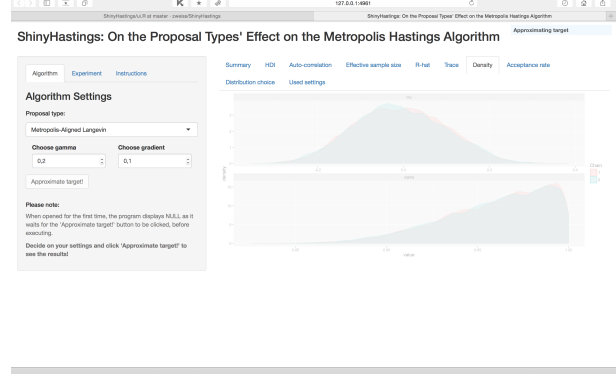 127.0.0.1:4961
ShinyHastings/ui.R at master · zweiss/ShinyHastings
ShinyHastings: On the Proposal Types' Effect on the Metropolis Hastings Algorithm
ShinyHastings: On the Proposal Types' Effect on the Metropolis Hastings Algorithm
Approximating target
Algorithm Experiment Instructions
Summary HDI Auto-correlation Effective sample size R-hat Trace Density Acceptance rate
Distribution choice Used settings
Algorithm Settings
Proposal type:
Metropolis-Aligned Langevin
Choose gamma Choose gradient
0,2 0,1
Approximate target!
Please note:
When opened for the first time, the program displays NULL as it
waits for the 'Approximate target!' button to be clicked, before
executing.
Decide on your settings and click 'Approximate target!' to
see the results!
density
Chain
value